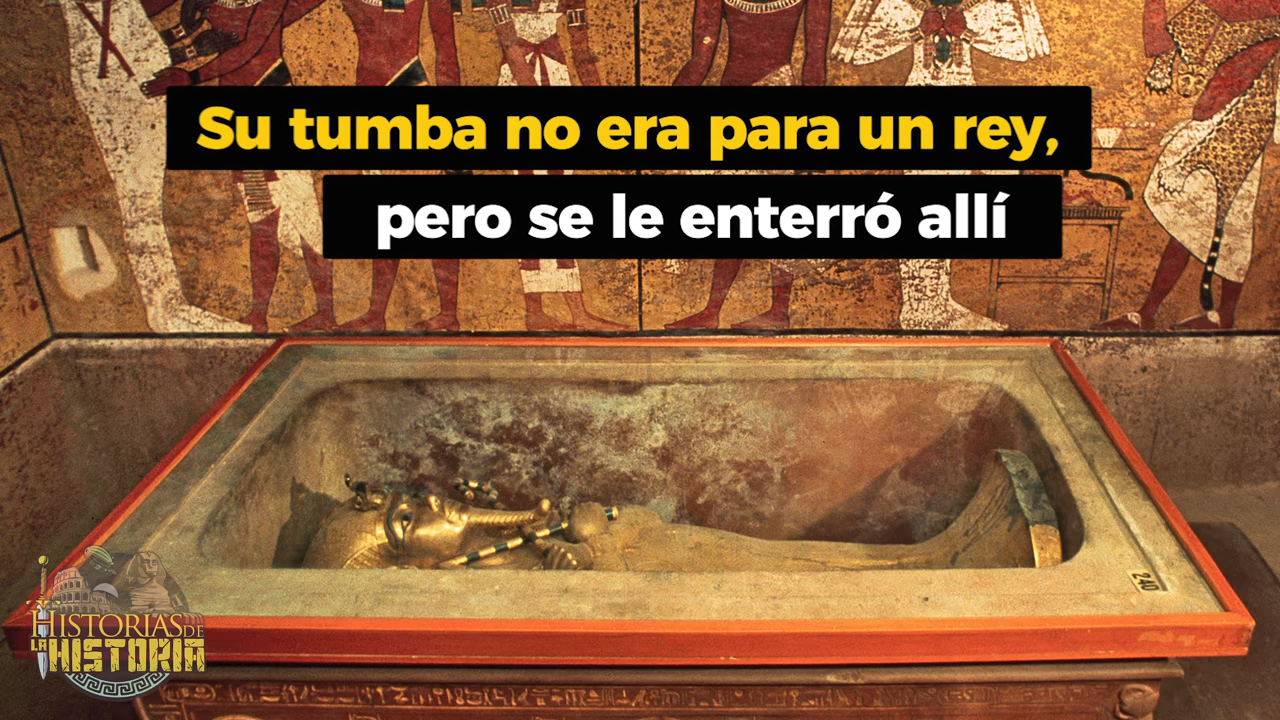 Su tumba no era para un rey,
pero se le enterró allí
240
HISTORIAS DE
LA HISTORIA